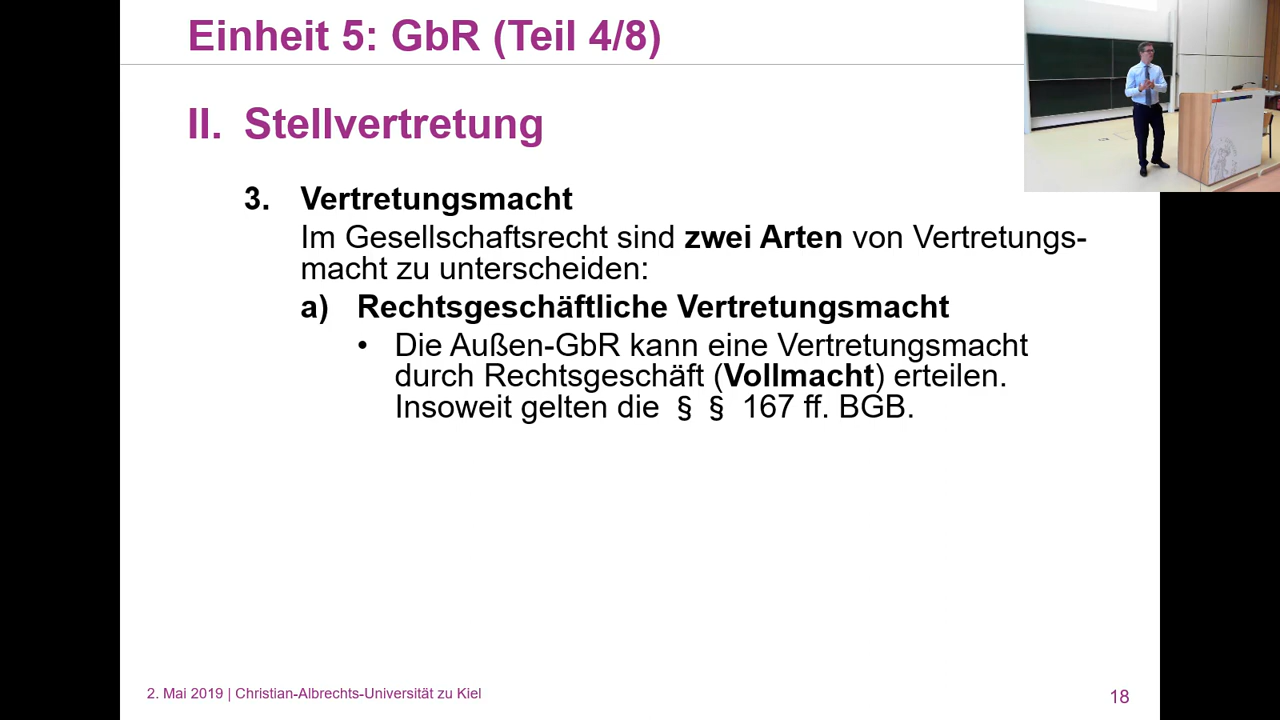 Einheit 5: GbR (Teil 4/8)
II. Stellvertretung
3. Vertretungsmacht
Im Gesellschaftsrecht sind zwei Arten von Vertretungs-
macht zu unterscheiden:
a) Rechtsgeschäftliche Vertretungsmacht
• Die Außen-GbR kann eine Vertretungsmacht
durch Rechtsgeschäft (Vollmacht) erteilen.
Insoweit gelten die § § 167 ff. BGB.
2. Mai 2019 | Christian-Albrechts-Universität zu Kiel
18